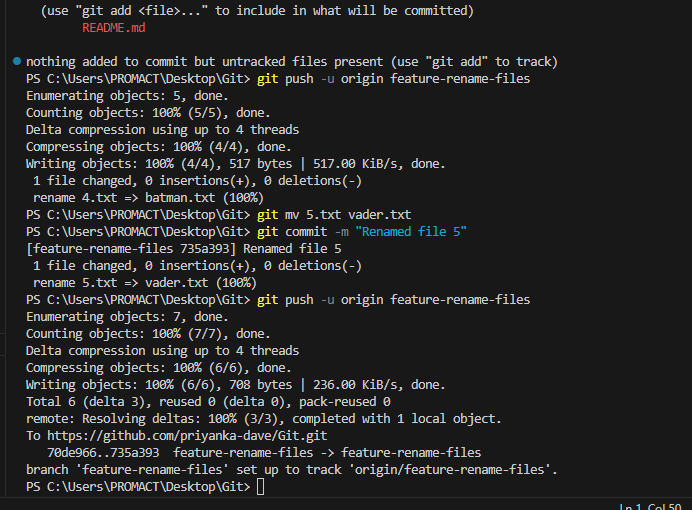 (use "git add <file>..." to include in what will be committed)
README.md
nothing added to commit but untracked files present (use "git add" to track)
PS C:\Users\PROMACT\Desktop\Git> git push -u origin feature-rename-files
Enumerating objects: 5, done.
Counting objects: 100% (5/5), done.
Delta compression using up to 4 threads
Compressing objects: 100% (4/4), done.
Writing objects: 100% (4/4), 517 bytes | 517.00 KiB/s, done.
1 file changed, 0 insertions(+), 0 deletions(-)
rename 4.txt => batman.txt (100%)
PS C:\Users\PROMACT\Desktop\Git> git mv 5.txt vader.txt
PS C:\Users\PROMACT\Desktop\Git> git commit -m "Renamed file 5"
[feature-rename-files 735a393] Renamed file 5
1 file changed, 0 insertions(+), 0 deletions(-)
rename 5.txt => vader.txt (100%)
PS C:\Users\PROMACT\Desktop\Git> git push -u origin feature-rename-files
Enumerating objects: 7, done.
Counting objects: 100% (7/7), done.
Delta compression using up to 4 threads
Compressing objects: 100% (6/6), done.
Writing objects: 100% (6/6), 708 bytes | 236.00 KiB/s, done.
Total 6 (delta 3), reused 0 (delta 0), pack-reused 0
remote: Resolving deltas: 100% (3/3), completed with 1 local object.
To https://github.com/priyanka-dave/Git.git
70de966..735a393  feature-rename-files -> feature-rename-files
branch 'feature-rename-files' set up to track 'origin/feature-rename-files'.
PS C:\Users\PROMACT\Desktop\Git>
Ln 1, Col 50